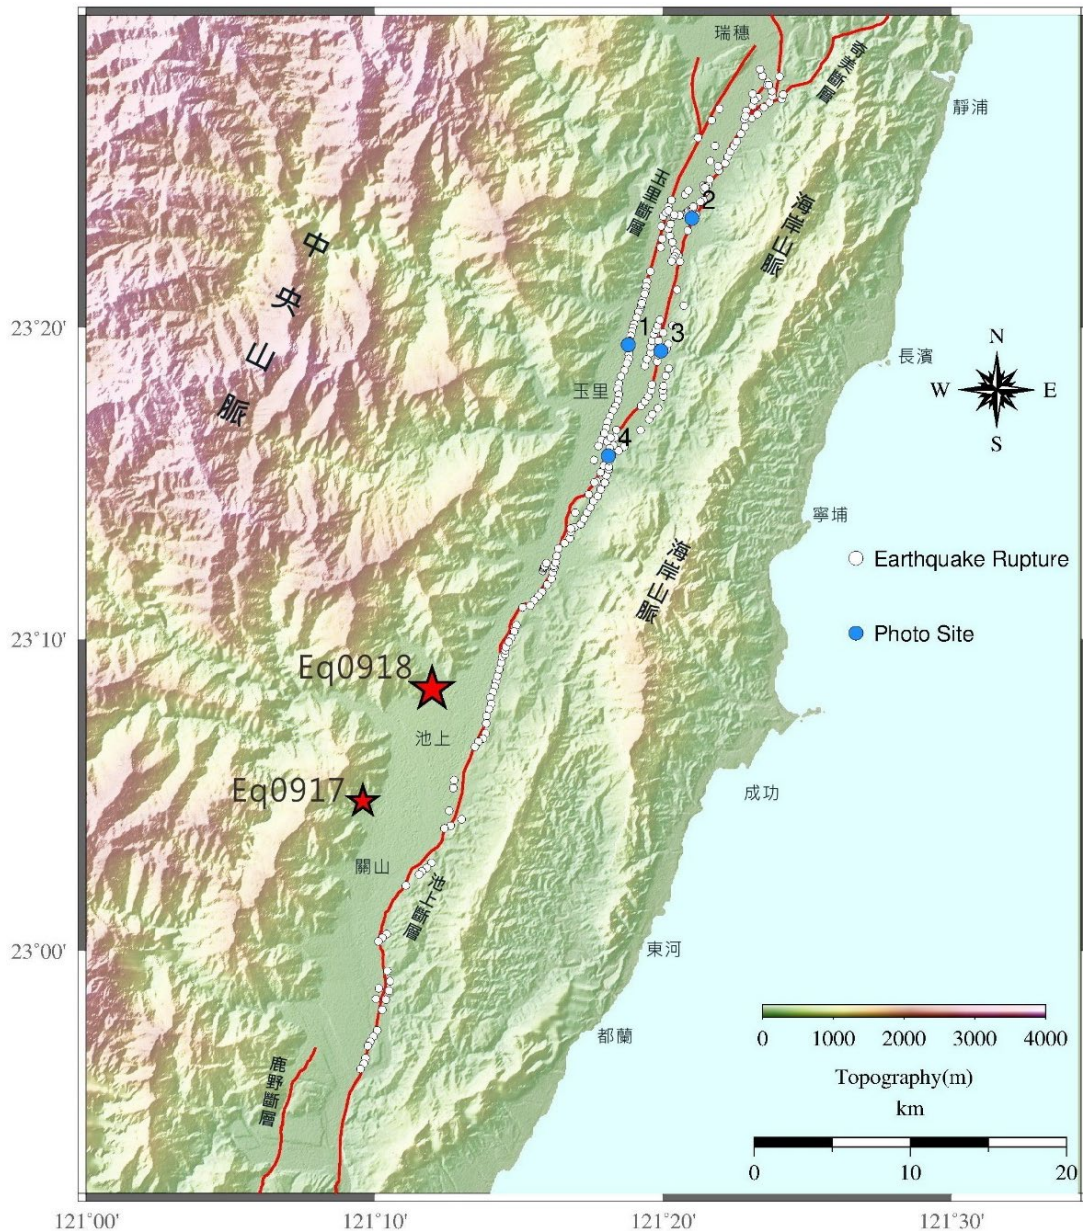 瑞穗
奇美斷層
靜浦
玉里斷層
2
海岸山脈
中央山脈
23°20'
1
3
長濱
N
W
E
S
玉里
4
寧埔
海岸山脈
Earthquake Rupture
Photo Site
23°10'
Eq0918
池上
Eq0917
成功
關山
池上斷層
23°00'
東河
都蘭
鹿野斷層
0 1000 2000 3000 4000
Topography(m)
km
0 10 20
121°00' 121°10' 121°20' 121°30'